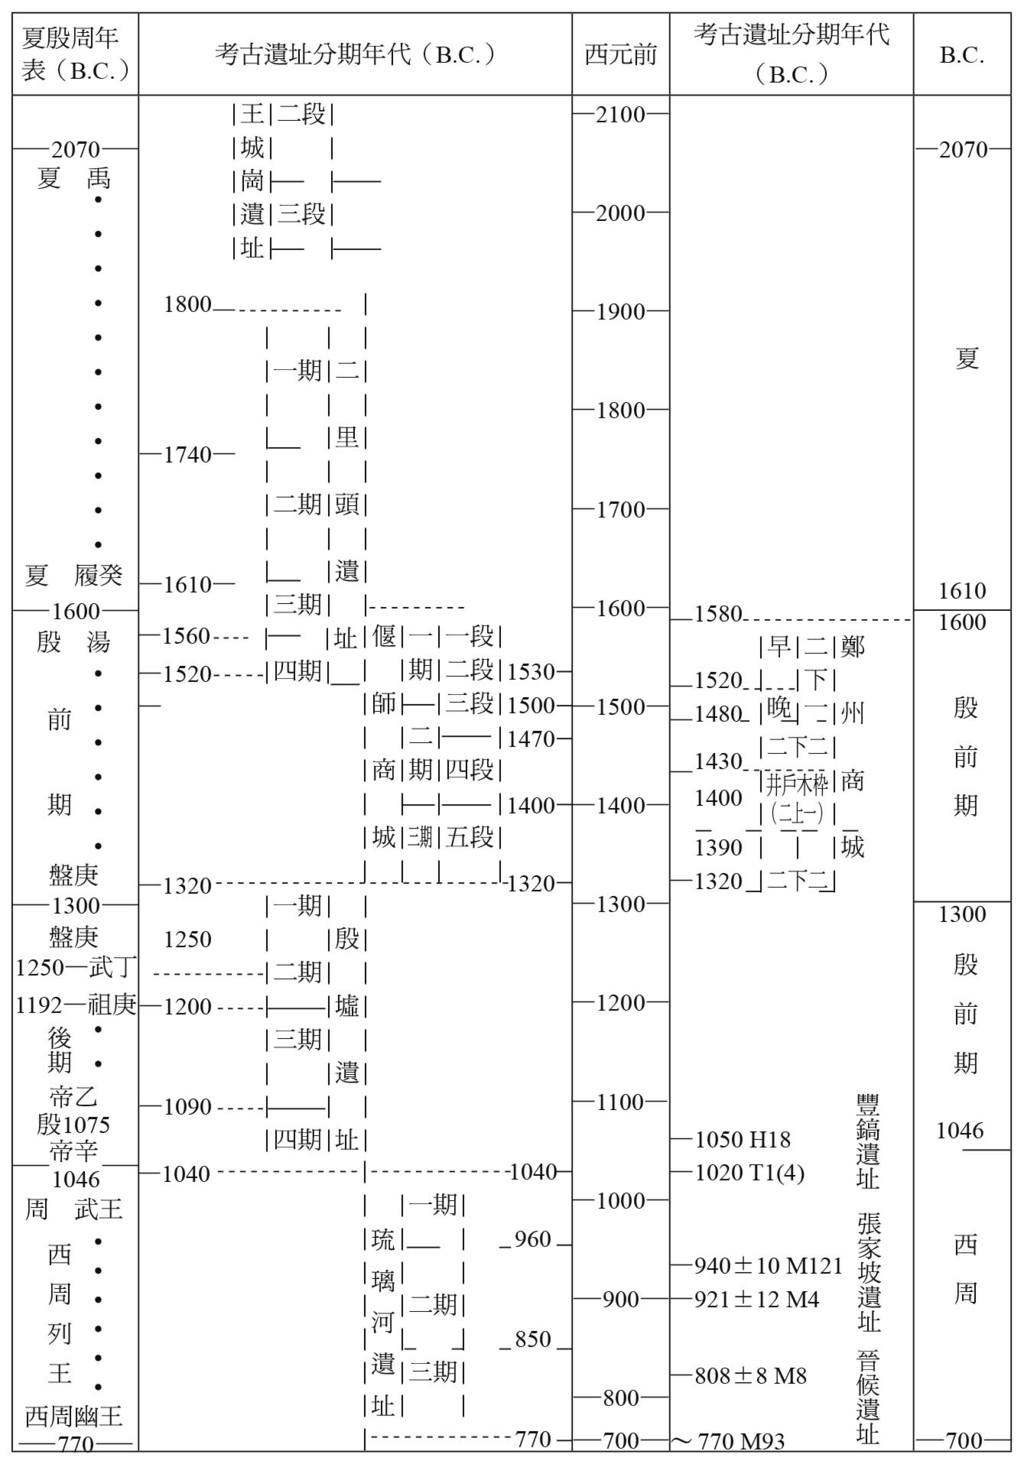 夏殷周年
表（B.C.）
考古遺址分期年代（B.C.）
西元前
考古遺址分期年代
（B.C.）
B.C.
2070
夏 禹
夏 履癸
1600
殷 湯
前
期
盤庚
1300
盤庚
1250—武丁
1192—祖庚
後
期
帝乙
殷1075
帝辛
1046
周 武王
西
周
列
王
西周幽王
770
王城崗遺址
二段
三段
1800
1740
1610
1560
1520
1320
1250
1200
1090
1040
一期
二期
三期
四期
二里頭遺址
偃師商城
一期
二期
三期
一段
二段
三段
四段
五段
1530
1500
1470
1400
1320
一期
二期
三期
四期
殷墟遺址
1040
960
850
770
琉璃河遺址
一期
二期
三期
2100
2000
1900
1800
1700
1600
1500
1400
1300
1200
1100
1000
900
800
700
1580
1520
1480
1430
1400
1390
1320
早 二
下
晚 一
二下二
井戶木桴
（二上一）
二下二
鄭州商城
1050 H18
1020 T1(4)
豐鎬遺址
940±10 M121
921±12 M4
張家坡遺址
808±8 M8
～770 M93
晉候遺址
2070
夏
1610
1600
殷
前
期
1300
殷
前
期
1046
西
周
700